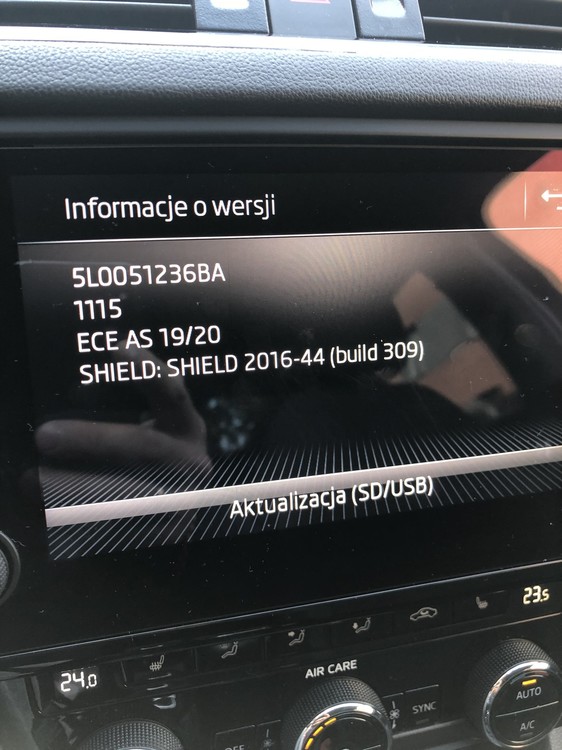 Informacje o wersji
5L0051236BA
1115
ECE AS 19/20
SHIELD: SHIELD 2016-44 (build 309)
Aktualizacja (SD/USB)
23.5
24.0
AIR CARE
SYNC
AUTO
A/C
OFF